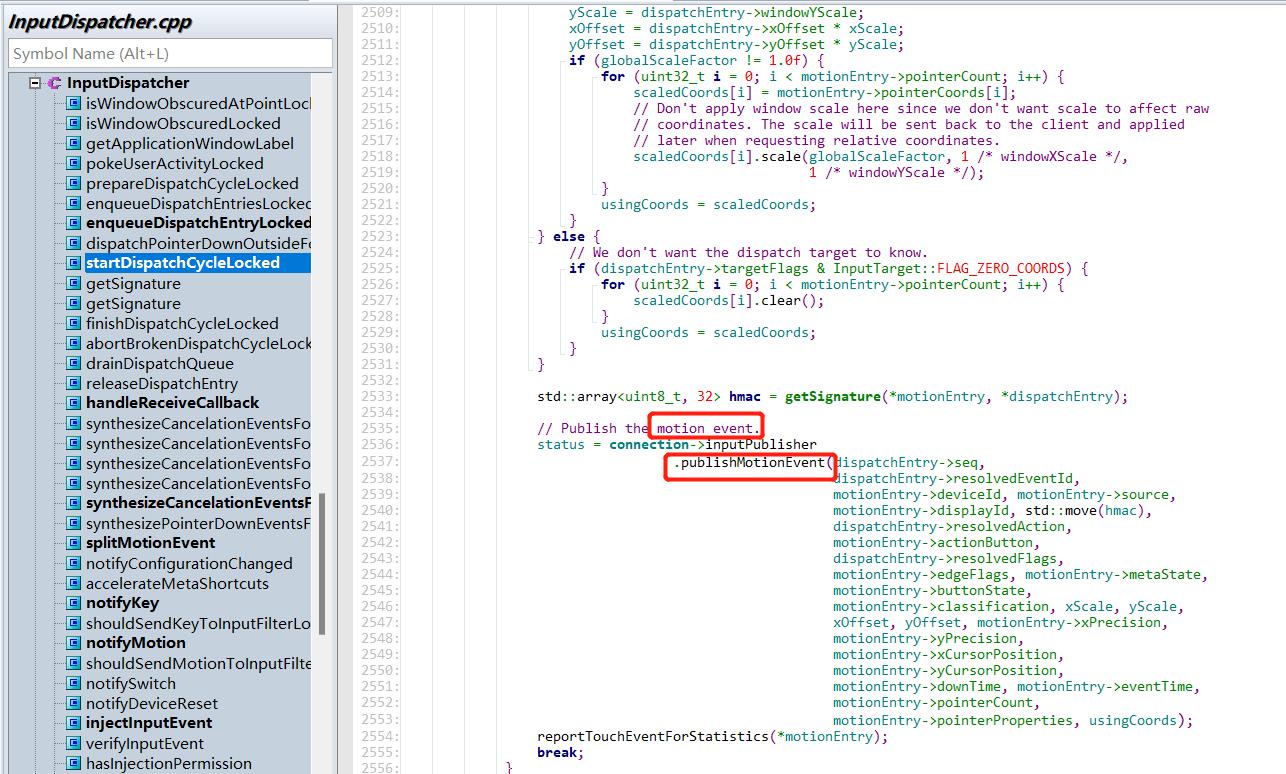 InputDispatcher.cpp
Symbol Name (Alt+L)
InputDispatcher
isWindowObscuredAtPointLocl
isWindowObscuredLocked
getApplicationWindowLabel
pokeUserActivityLocked
prepareDispatchCycleLocked
enqueueDispatchEntriesLocked
enqueueDispatchEntryLocked
dispatchPointerDownOutsideFo
startDispatchCycleLocked
getSignature
getSignature
finishDispatchCycleLocked
abortBrokenDispatchCycleLock
drainDispatchQueue
releaseDispatchEntry
handleReceiveCallback
synthesizeCancelationEventsFo
synthesizeCancelationEventsFo
synthesizeCancelationEventsFo
synthesizeCancelationEventsFo
synthesizeCancelationEventsF
synthesizePointerDownEventsF
splitMotionEvent
notifyConfigurationChanged
accelerateMetaShortcuts
notifyKey
shouldSendKeyToInputFilterLo
notifyMotion
shouldSendMotionToInputFilte
notifySwitch
notifyDeviceReset
injectInputEvent
verifyInputEvent
hasInjectionPermission
2509: yScale = dispatchEntry->windowYScale;
2510: xOffset = dispatchEntry->xOffset * xScale;
2511: yOffset = dispatchEntry->yOffset * yScale;
2512: if (globalScaleFactor != 1.0f) {
2513: for (uint32_t i = 0; i < motionEntry->pointerCount; i++) {
2514: scaledCoords[i] = motionEntry->pointerCoords[i];
2515: // Don't apply window scale here since we don't want scale to affect raw
2516: // coordinates. The scale will be sent back to the client and applied
2517: // later when requesting relative coordinates.
2518: scaledCoords[i].scale(globalScaleFactor, 1 /* windowXScale */,
2519: 1 /* windowYScale */);
2520: }
2521: usingCoords = scaledCoords;
2522: }
2523: } else {
2524: // We don't want the dispatch target to know.
2525: if (dispatchEntry->targetFlags & InputTarget::FLAG_ZERO_COORDS) {
2526: for (uint32_t i = 0; i < motionEntry->pointerCount; i++) {
2527: scaledCoords[i].clear();
2528: }
2529: usingCoords = scaledCoords;
2530: }
2531: }
2532:
2533: std::array<uint8_t, 32> hmac = getSignature(*motionEntry, *dispatchEntry);
2534:
2535: // Publish the motion event.
2536: status = connection->inputPublisher
2537: .publishMotionEvent(dispatchEntry->seq,
2538: dispatchEntry->resolvedEventId,
2539: motionEntry->deviceId, motionEntry->source,
2540: motionEntry->displayId, std::move(hmac),
2541: dispatchEntry->resolvedAction,
2542: motionEntry->actionButton,
2543: dispatchEntry->resolvedFlags,
2544: motionEntry->edgeFlags, motionEntry->metaState,
2545: motionEntry->buttonState,
2546: motionEntry->classification, xScale, yScale,
2547: xOffset, yOffset, motionEntry->xPrecision,
2548: motionEntry->yPrecision,
2549: motionEntry->xCursorPosition,
2550: motionEntry->yCursorPosition,
2551: motionEntry->downTime, motionEntry->eventTime,
2552: motionEntry->pointerCount,
2553: motionEntry->pointerProperties, usingCoords);
2554: reportTouchEventForStatistics(*motionEntry);
2555: break;
2556: }